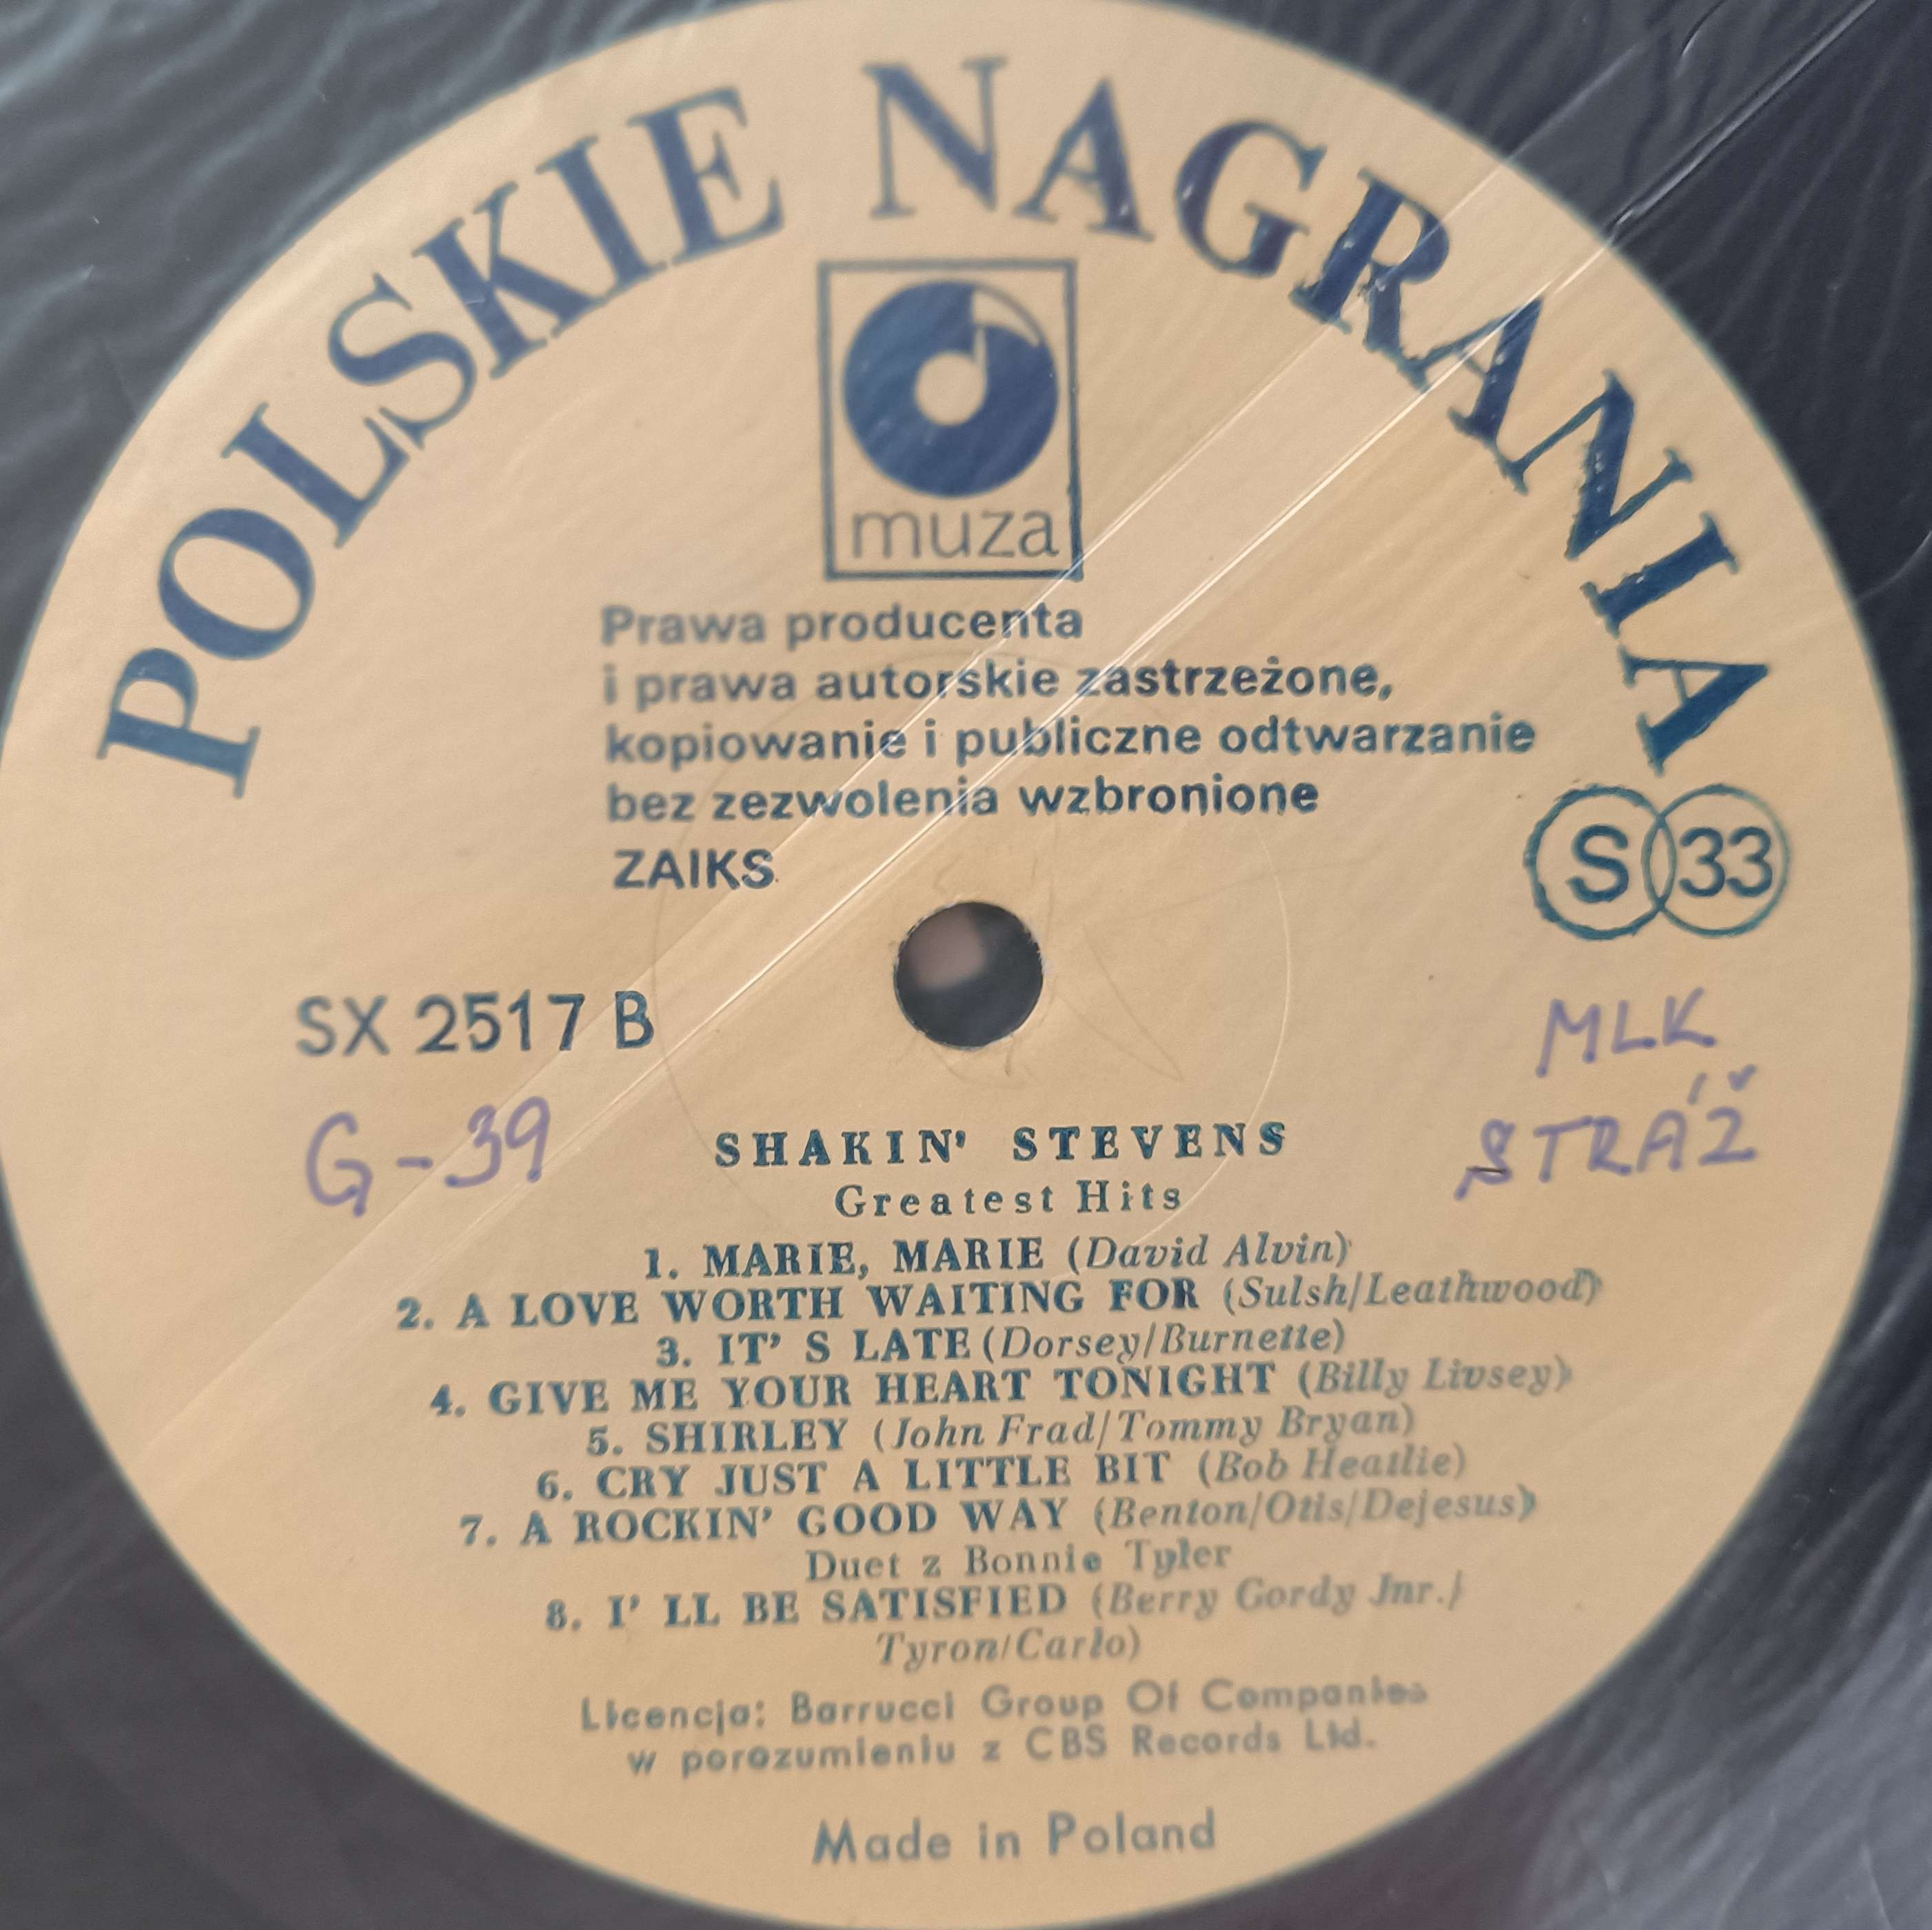 POLSKIE NAGRANIA
muza
Prawa producenta
i prawa autorskie zastrzeżone,
kopiowanie i publiczne odtwarzanie
bez zezwolenia wzbronione
ZAIKS
S 33
SX 2517 B
MLK
STRÁŽ
G-39
SHAKIN' STEVENS
Greatest Hits
1. MARIE, MARIE (David Alvin)
2. A LOVE WORTH WAITING FOR (Sulsh/Leathwood)
3. IT' S LATE (Dorsey/Burnette)
4. GIVE ME YOUR HEART TONIGHT (Billy Livsey)
5. SHIRLEY (John Frad/Tommy Bryan)
6. CRY JUST A LITTLE BIT (Bob Heatlie)
7. A ROCKIN' GOOD WAY (Benton/Otis/Dejesus)
Duet z Bonnie Tyler
8. I' LL BE SATISFIED (Berry Gordy Jnr./
Tyron/Carlo)
Licencja: Barrucci Group Of Companies
w porozumieniu z CBS Records Ltd.
Made in Poland